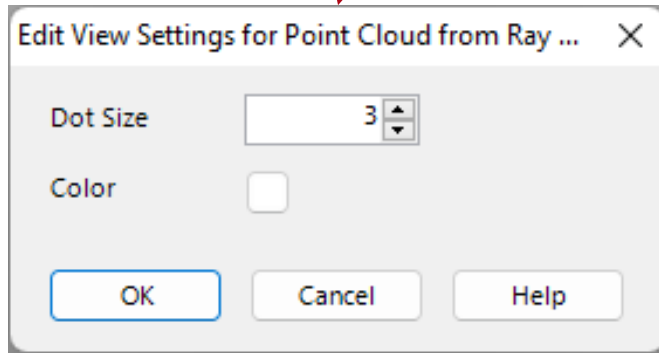 Edit View Settings for Point Cloud from Ray ...
Dot Size 3
Color
OK Cancel Help